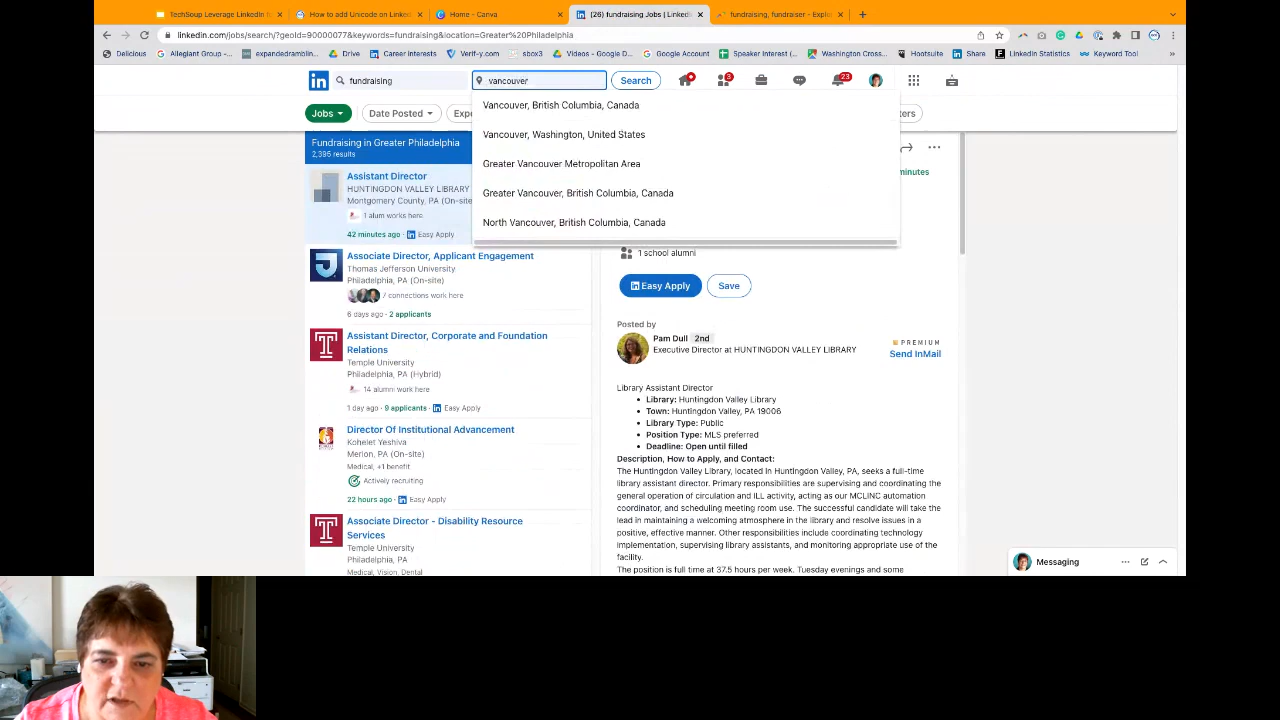 TechSoup Leverage LinkedIn f
How to add Unicode on Linke
Home - Canva
(26) fundraising Jobs | LinkedI
fundraising, fundraiser - Explo
linkedin.com/jobs/search/?geoId=90000077&keywords=fundraising&location=Greater%20Philadelphia
Delicious
Allegiant Group -...
expandedramblin...
Drive
Career Interests
Verif-y.com
sbox3
Videos - Google D...
Google Account
Speaker Interest (...
Washington Cross...
Hootsuite
Share
LinkedIn Statistics
Keyword Tool
in
fundraising
vancouver
Search
3
23
Jobs
Date Posted
Expe
ters
Vancouver, British Columbia, Canada
Vancouver, Washington, United States
Greater Vancouver Metropolitan Area
Greater Vancouver, British Columbia, Canada
North Vancouver, British Columbia, Canada
Fundraising in Greater Philadelphia
2,395 results
Assistant Director
HUNTINGDON VALLEY LIBRARY
Montgomery County, PA (On-site
1 alum works here
42 minutes ago · Easy Apply
Associate Director, Applicant Engagement
Thomas Jefferson University
Philadelphia, PA (On-site)
7 connections work here
6 days ago · 2 applicants
Assistant Director, Corporate and Foundation
Relations
Temple University
Philadelphia, PA (Hybrid)
14 alumni work here
1 day ago · 9 applicants · Easy Apply
Director Of Institutional Advancement
Kohelet Yeshiva
Merion, PA (On-site)
Medical, +1 benefit
Actively recruiting
22 hours ago · Easy Apply
Associate Director - Disability Resource
Services
Temple University
Philadelphia, PA
Medical, Vision, Dental
minutes
1 school alumni
Easy Apply
Save
Posted by
Pam Dull 2nd
Executive Director at HUNTINGDON VALLEY LIBRARY
PREMIUM
Send InMail
Library Assistant Director
Library: Huntingdon Valley Library
Town: Huntingdon Valley, PA 19006
Library Type: Public
Position Type: MLS preferred
Deadline: Open until filled
Description, How to Apply, and Contact:
The Huntingdon Valley Library, located in Huntingdon Valley, PA, seeks a full-time
library assistant director. Primary responsibilities are supervising and coordinating the
general operation of circulation and ILL activity, acting as our MCLINC automation
coordinator, and scheduling meeting room use. The successful candidate will take the
lead in maintaining a welcoming atmosphere in the library and resolve issues in a
positive, effective manner. Other responsibilities include coordinating technology
implementation, supervising library assistants, and monitoring appropriate use of the
facility.
The position is full time at 37.5 hours per week. Tuesday evenings and some
Messaging